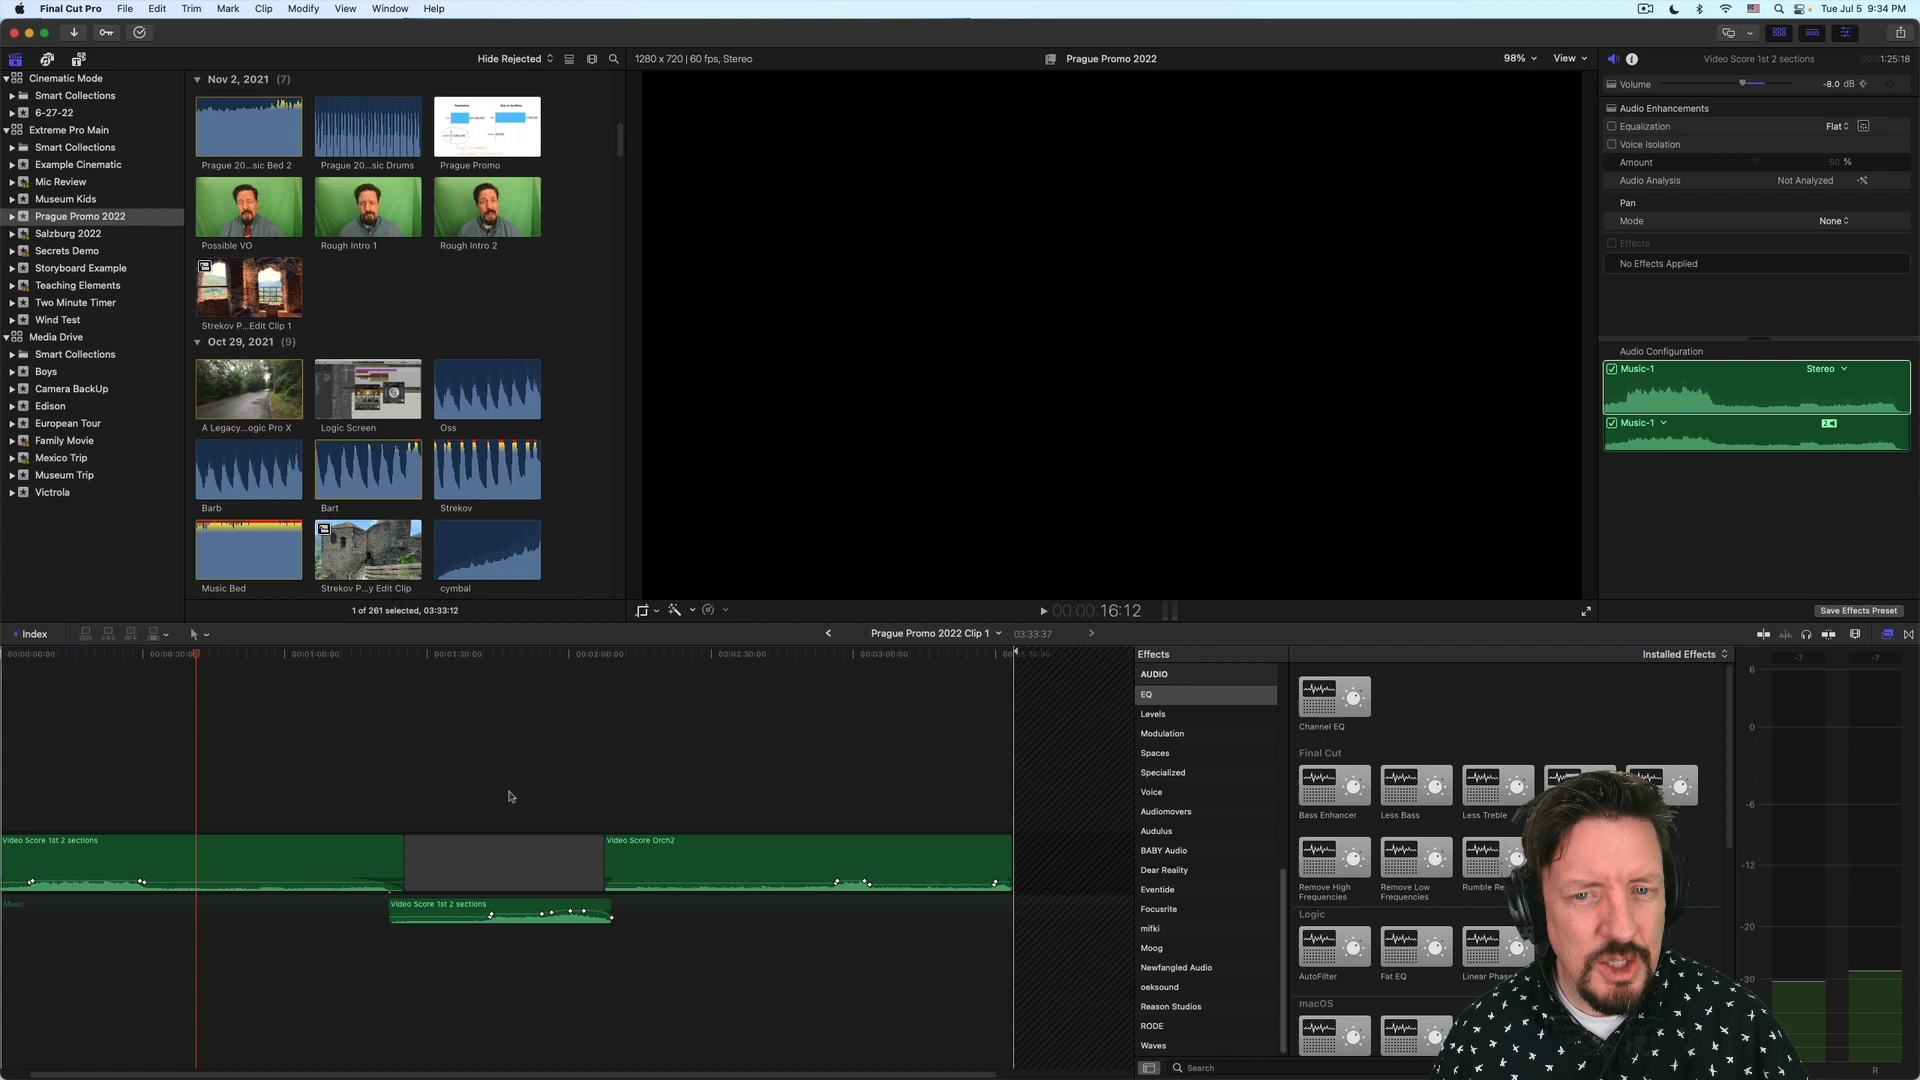 Final Cut Pro File Edit Trim Mark Clip Modify View Window Help Tue Jul 5 9:34 PM
Hide Rejected 1280 x 720 | 60 fps, Stereo Prague Promo 2022 98% View Video Score 1st 2 sections 1:25:18
Cinematic Mode
Smart Collections
6-27-22
Extreme Pro Main
Smart Collections
Example Cinematic
Mic Review
Museum Kids
Prague Promo 2022
Salzburg 2022
Secrets Demo
Storyboard Example
Teaching Elements
Two Minute Timer
Wind Test
Media Drive
Smart Collections
Boys
Camera BackUp
Edison
European Tour
Family Movie
Mexico Trip
Museum Trip
Victrola
Nov 2, 2021 (7)
Prague 20...sic Bed 2 Prague 20...sic Drums Prague Promo
Possible VO Rough Intro 1 Rough Intro 2
Strekov P...Edit Clip 1
Oct 29, 2021 (9)
A Legacy...ogic Pro X Logic Screen Oss
Barb Bart Strekov
Music Bed Strekov P...y Edit Clip cymbal
1 of 261 selected, 03:33:12
00:00:00:16:12
Volume -8.0 dB
Audio Enhancements
Equalization Flat
Voice Isolation
Amount 50 %
Audio Analysis Not Analyzed
Pan
Mode None
Effects
No Effects Applied
Audio Configuration
Music-1 Stereo
Music-1 2
Save Effects Preset
Index Prague Promo 2022 Clip 1 03:33:37
00:00:00:00 00:00:30:00 00:01:00:00 00:01:30:00 00:02:00:00 00:02:30:00 00:03:00:00
Video Score 1st 2 sections Video Score Orch2
Music Video Score 1st 2 sections
Effects Installed Effects
AUDIO
EQ
Levels
Modulation
Spaces
Specialized
Voice
Audiomovers
Audulus
BABY Audio
Dear Reality
Eventide
Focusrite
mifki
Moog
Newfangled Audio
oeksound
Reason Studios
RODE
Waves
Channel EQ
Final Cut
Bass Enhancer Less Bass Less Treble
Remove High Frequencies Remove Low Frequencies Rumble Re
Logic
AutoFilter Fat EQ Linear Phase
macOS
Search
-7 -7
6
0
-6
-12
-20
-30
R